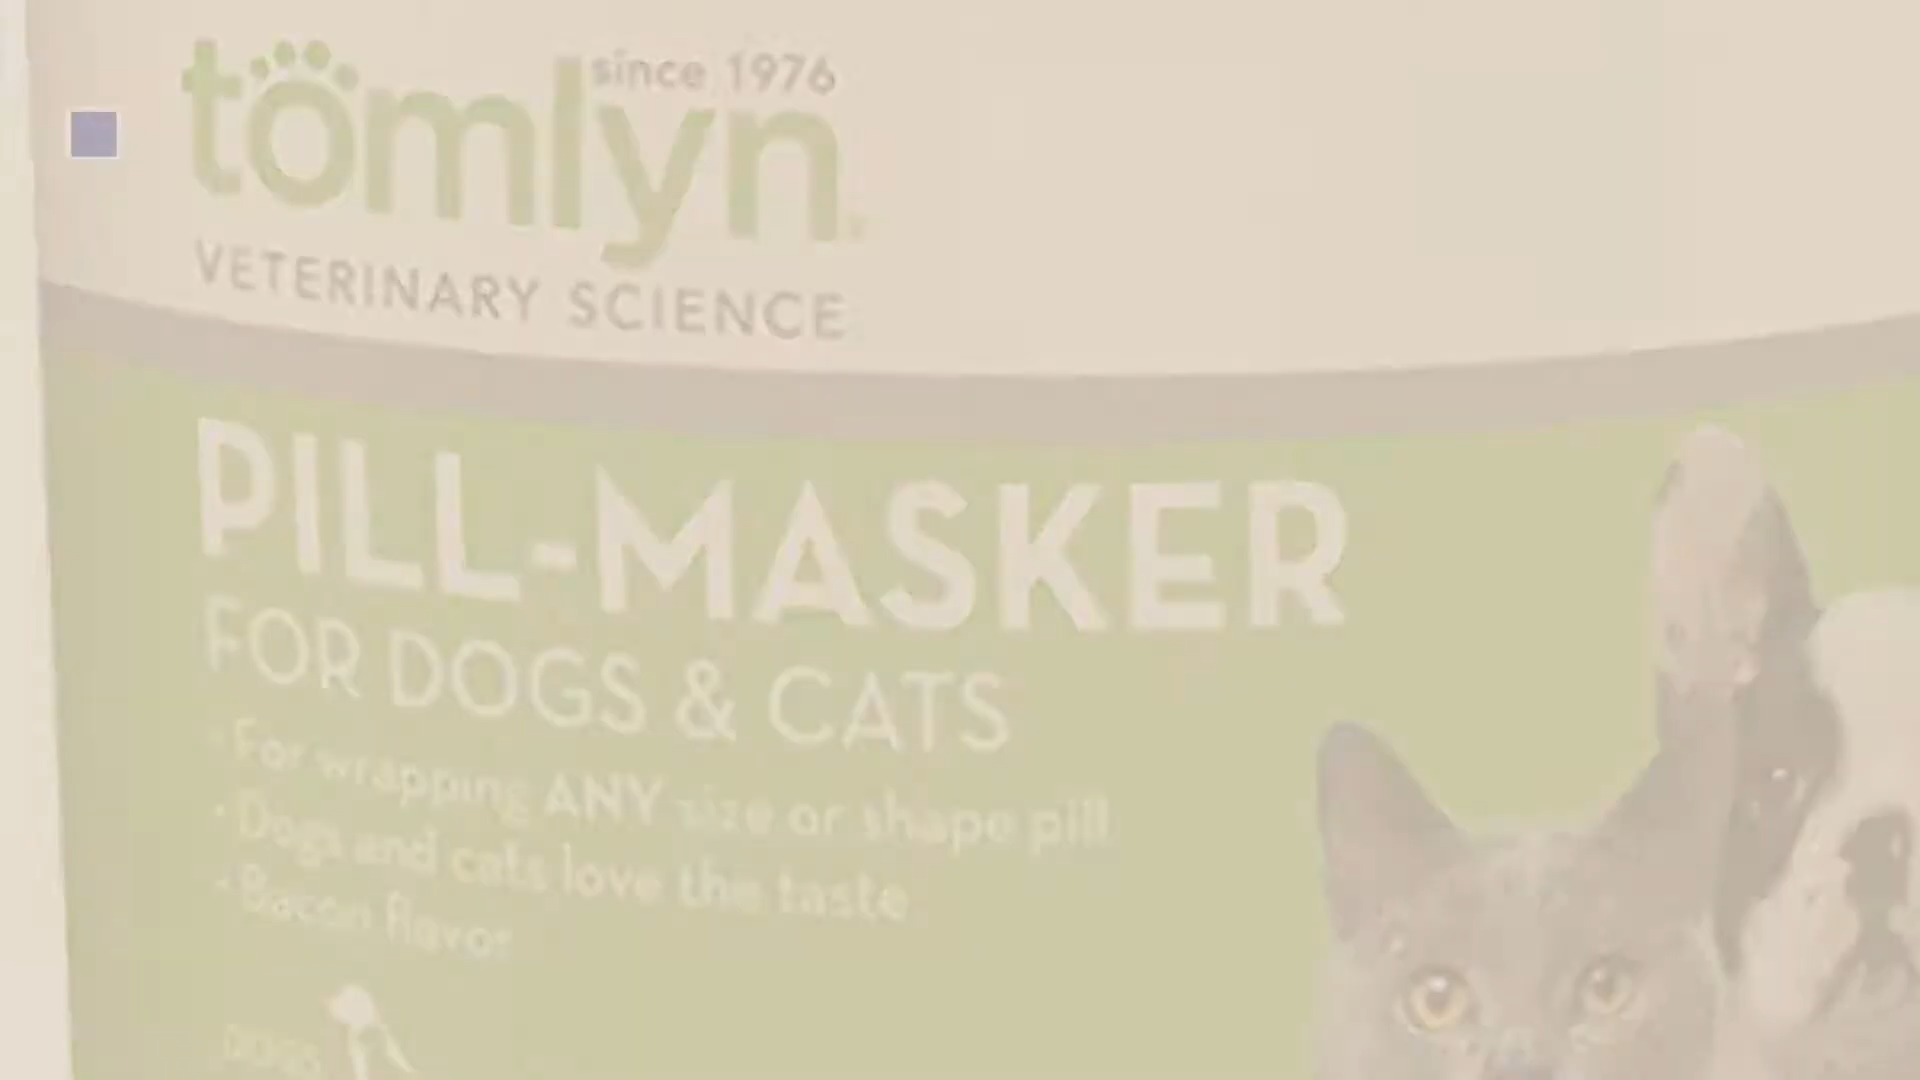 since 1976
tomlyn
VETERINARY SCIENCE
PILL-MASKER
FOR DOGS & CATS
• For wrapping ANY size or shape pill
• Dogs and cats love the taste
• Bacon flavor
DOGS